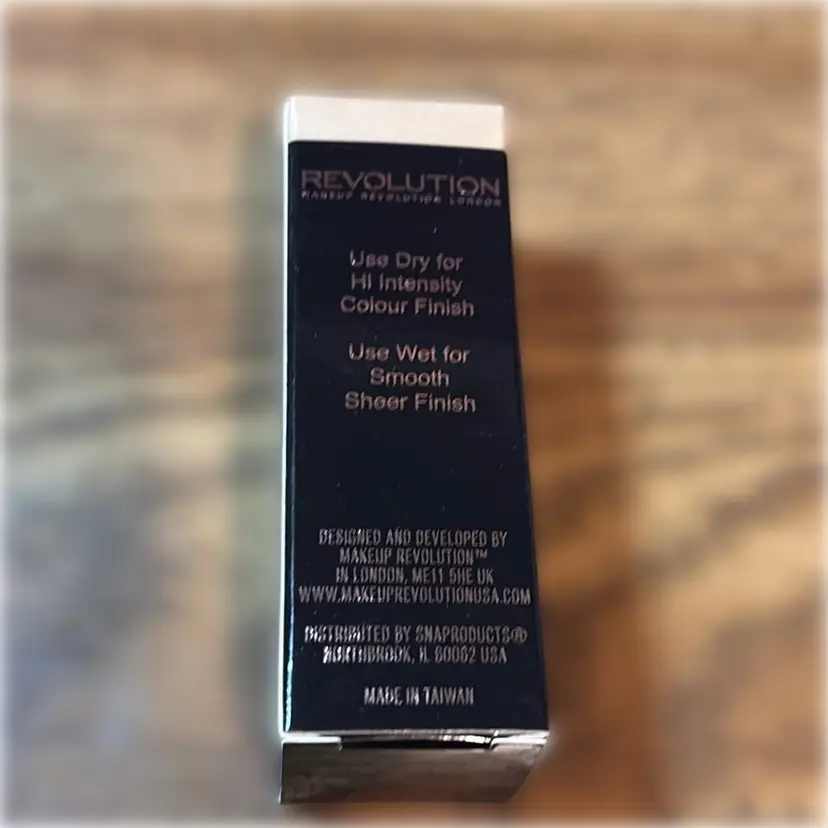 REVOLUTION
MAKEUP REVOLUTION LONDON
Use Dry for
HI Intensity
Colour Finish
Use Wet for
Smooth
Sheer Finish
DESIGNED AND DEVELOPED BY
MAKEUP REVOLUTION™
IN LONDON, ME11 5HE UK
WWW.MAKEUPREVOLUTIONUSA.COM
DISTRIBUTED BY SNAPRODUCTS®
NORTHBROOK, IL 60062 USA
MADE IN TAIWAN